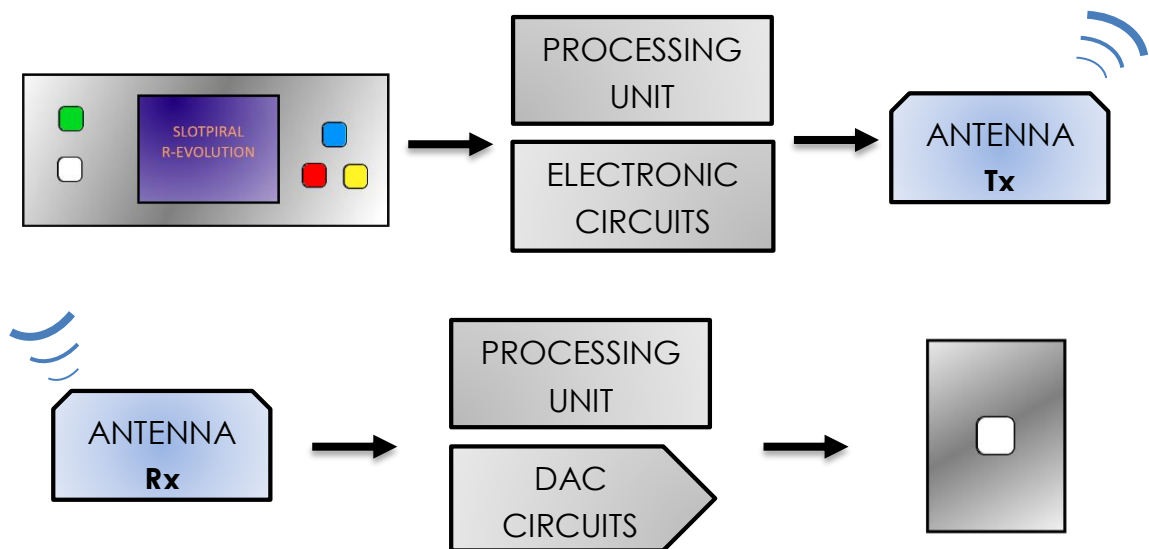 SLOTPIRAL
R-EVOLUTION
PROCESSING
UNIT
ELECTRONIC
CIRCUITS
ANTENNA
Tx
ANTENNA
Rx
PROCESSING
UNIT
DAC
CIRCUITS